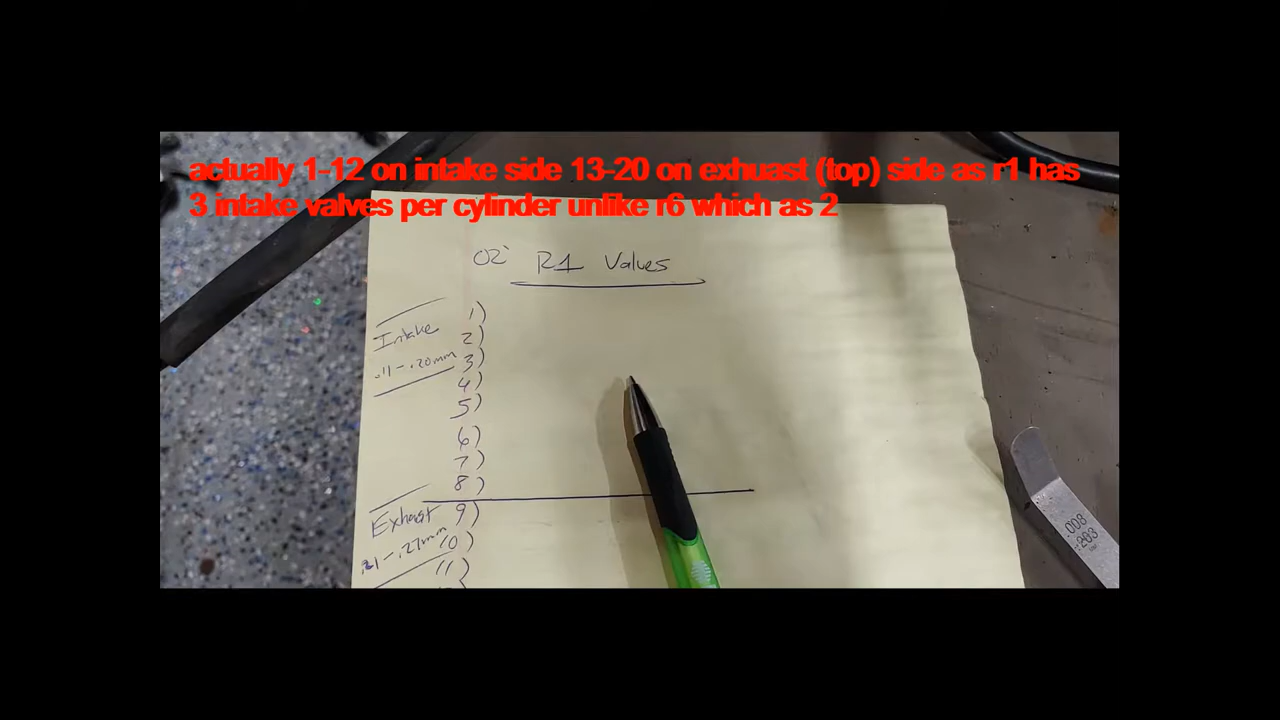 actually 1-12 on intake side 13-20 on exhuast (top) side as r1 has
3 intake valves per cylinder unlike r6 which as 2
02' R1 Values
Intake
.11-.20mm
1)
2)
3)
4)
5)
6)
7)
8)
Exhaust
.21-.27mm
9)
10)
11)
.008
.203